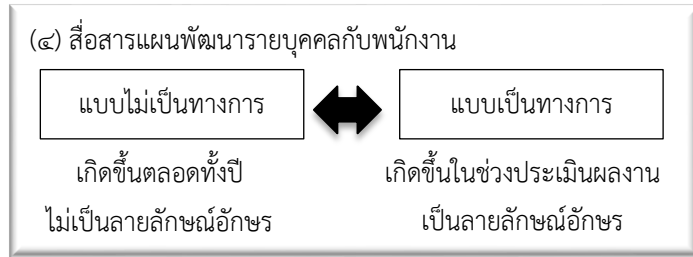 (๔) สื่อสารแผนพัฒนารายบุคคลกับพนักงาน
แบบไม่เป็นทางการ
แบบเป็นทางการ
เกิดขึ้นตลอดทั้งปี
เกิดขึ้นในช่วงประเมินผลงาน
ไม่เป็นลายลักษณ์อักษร
เป็นลายลักษณ์อักษร